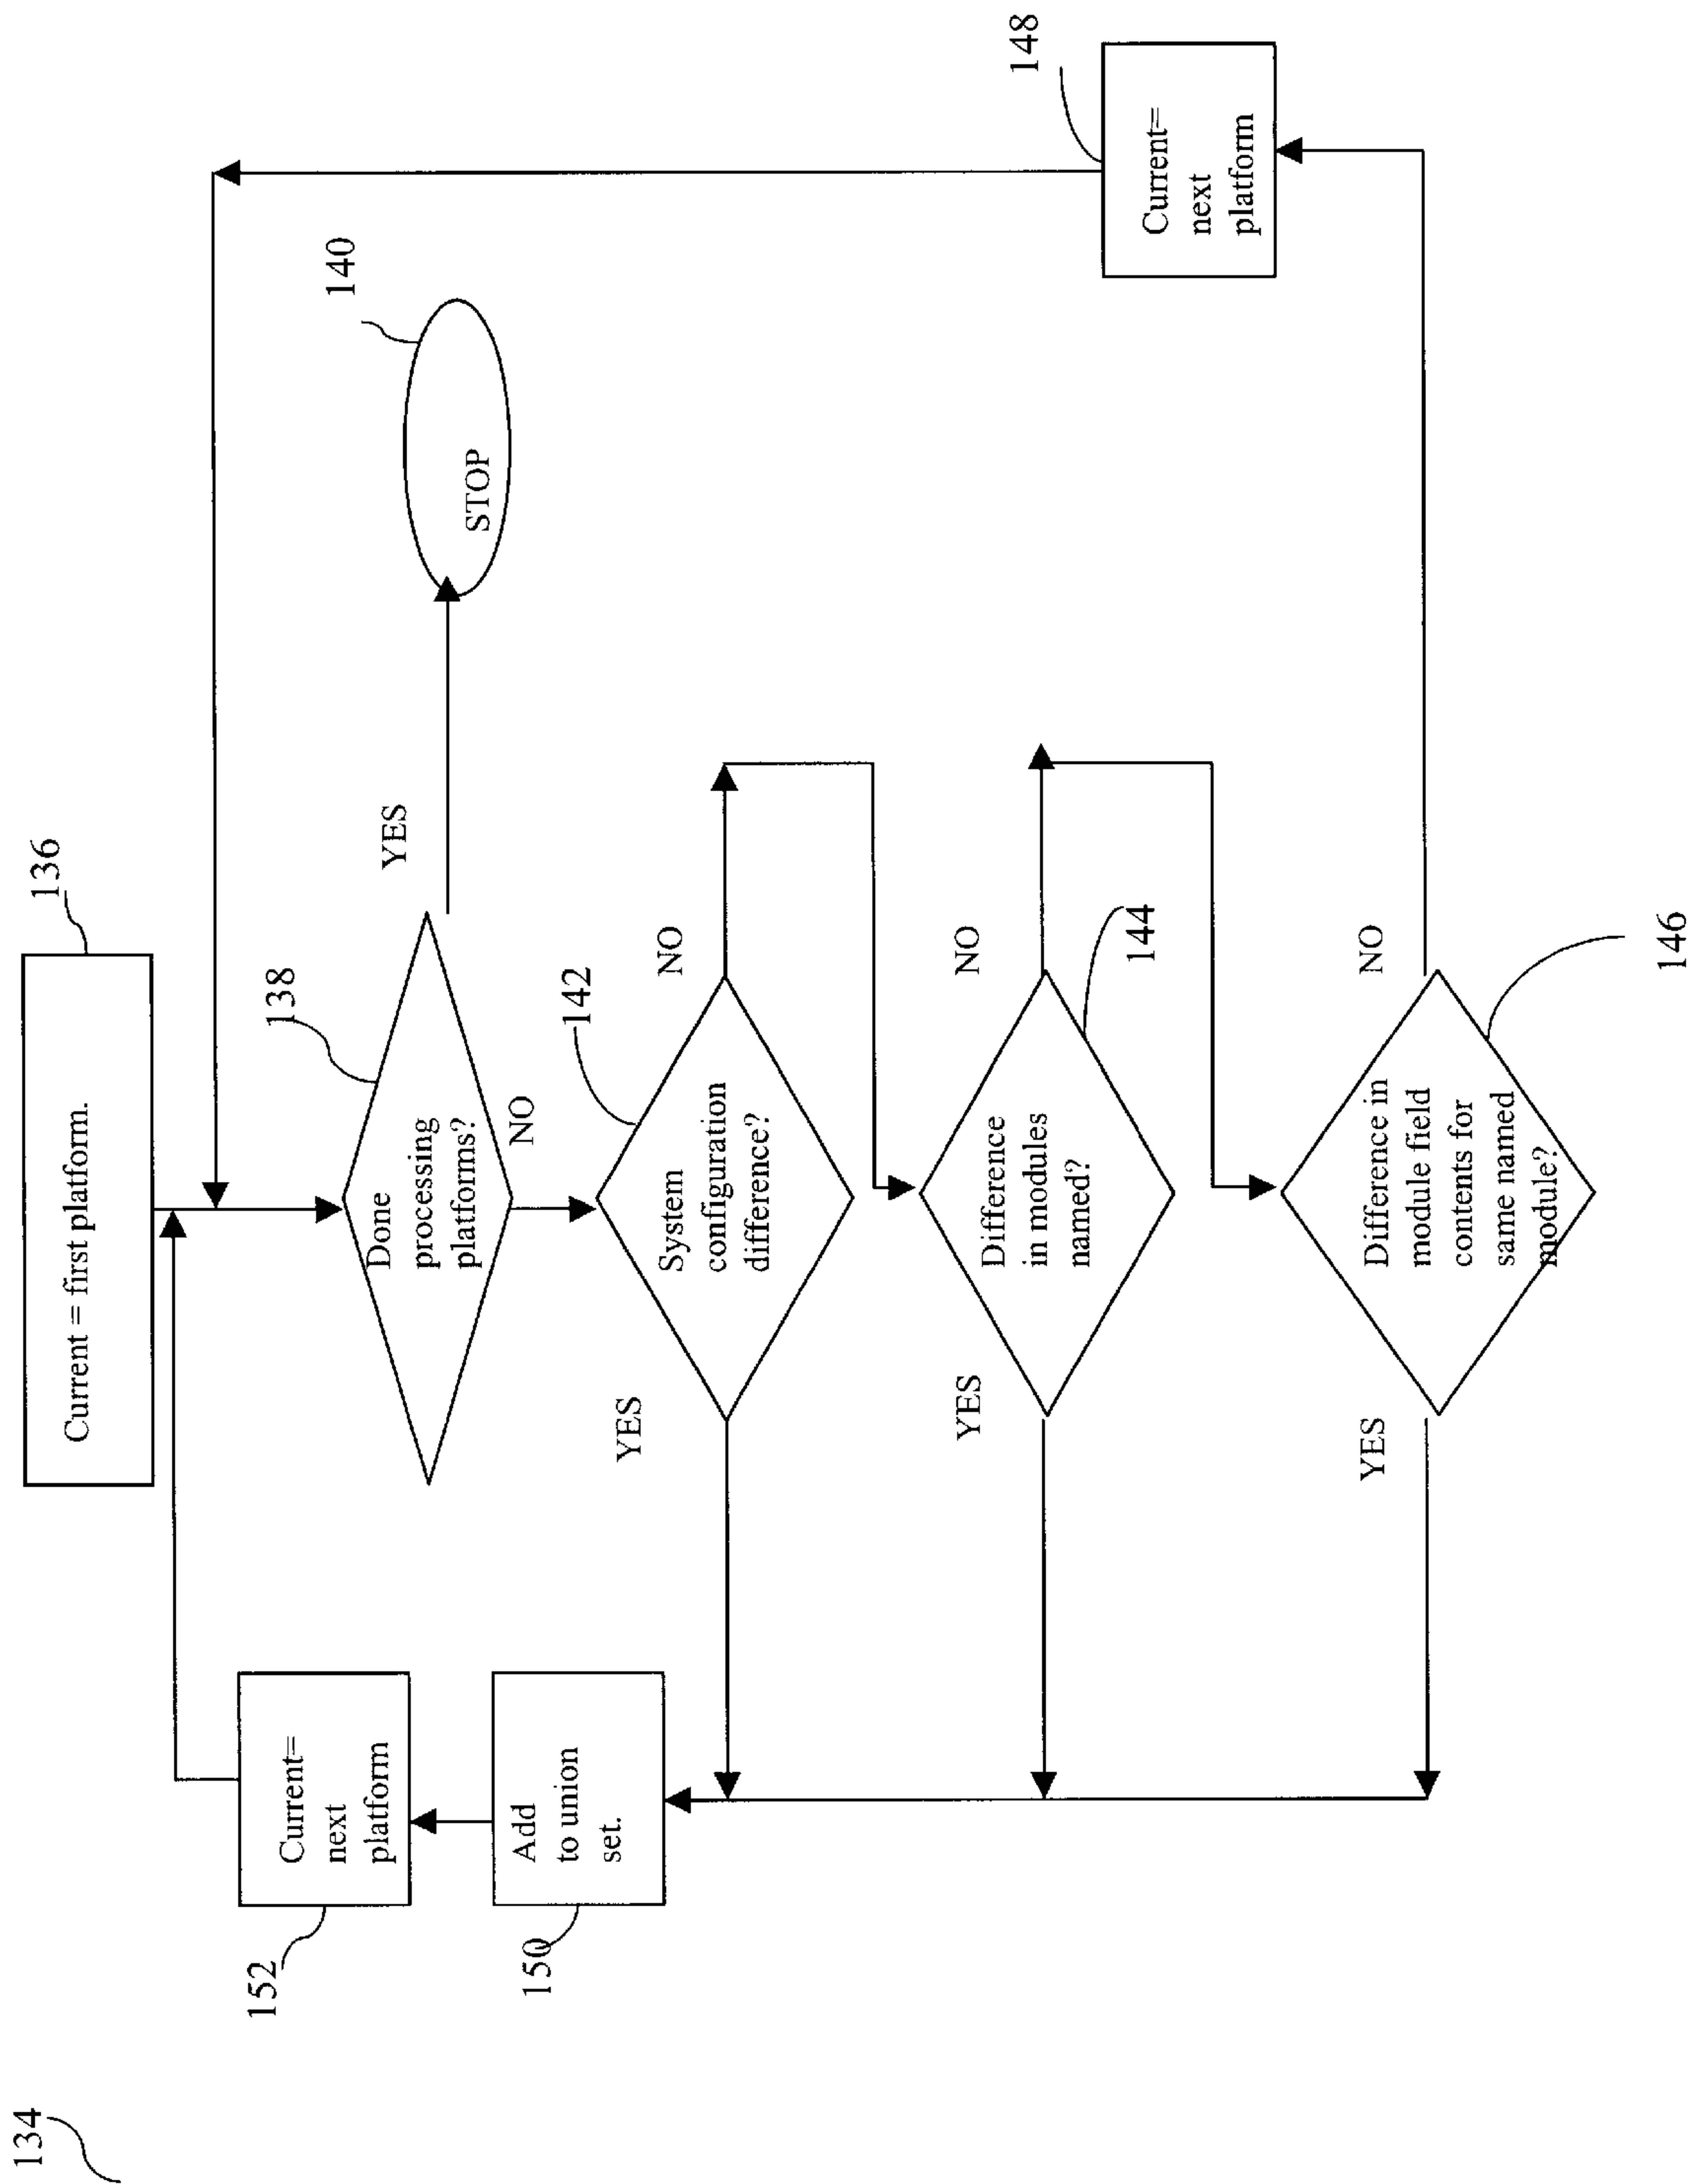 134
Current = first platform.
136
Done
processing
platforms?
138
YES
STOP
140
NO
System
configuration
difference?
142
YES
NO
Difference
in modules
named?
144
YES
NO
Difference in
module field
contents for
same named
module?
146
YES
NO
Current=
next
platform
148
Add
to union
set.
150
Current=
next
platform
152